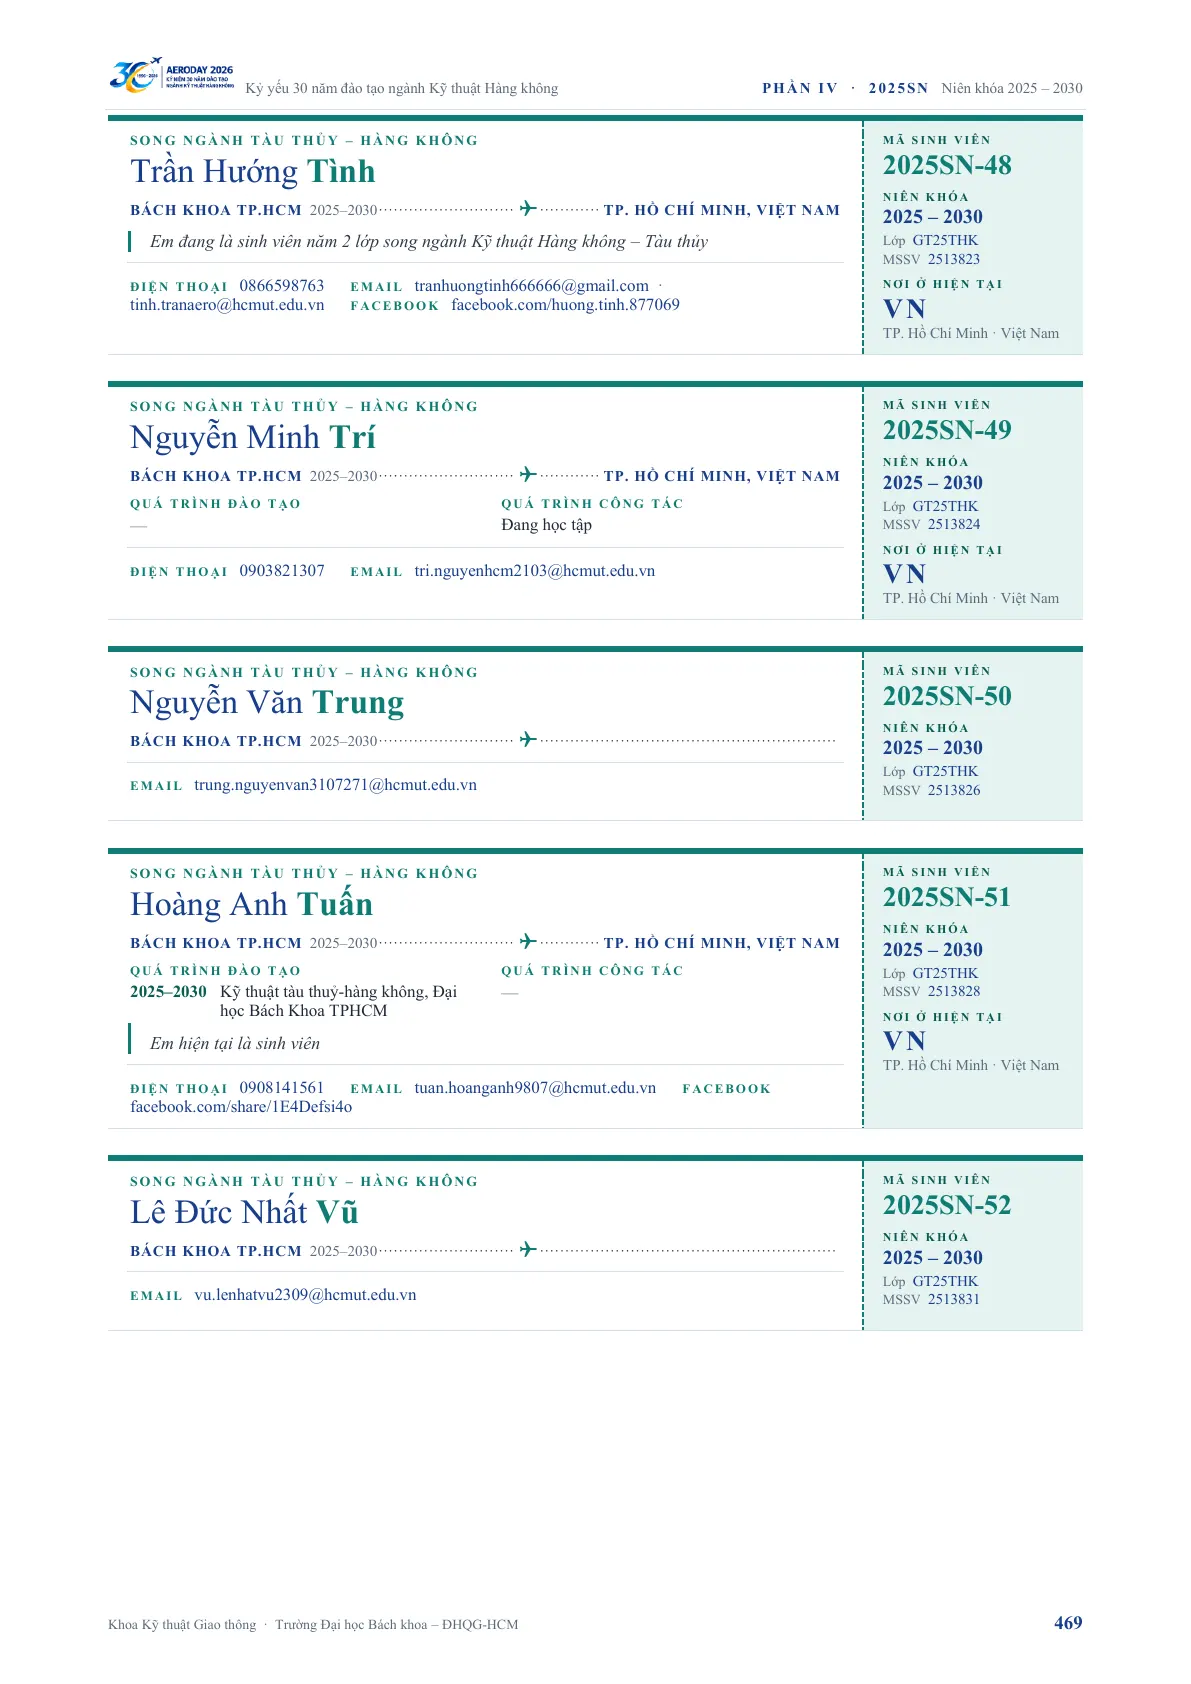 30 1996 - 2026 AERODAY 2026
KỶ NIỆM 30 NĂM ĐÀO TẠO
NGÀNH KỸ THUẬT HÀNG KHÔNG
Kỷ yếu 30 năm đào tạo ngành Kỹ thuật Hàng không
PHẦN IV · 2025SN Niên khóa 2025 – 2030
SONG NGÀNH TÀU THỦY – HÀNG KHÔNG
Trần Hướng Tình
BÁCH KHOA TP.HCM 2025–2030 TP. HỒ CHÍ MINH, VIỆT NAM
Em đang là sinh viên năm 2 lớp song ngành Kỹ thuật Hàng không – Tàu thủy
ĐIỆN THOẠI 0866598763 EMAIL tranhuongtinh666666@gmail.com ·
tinh.tranaero@hcmut.edu.vn FACEBOOK facebook.com/huong.tinh.877069
MÃ SINH VIÊN
2025SN-48
NIÊN KHÓA
2025 – 2030
Lớp GT25THK
MSSV 2513823
NƠI Ở HIỆN TẠI
VN
TP. Hồ Chí Minh · Việt Nam
SONG NGÀNH TÀU THỦY – HÀNG KHÔNG
Nguyễn Minh Trí
BÁCH KHOA TP.HCM 2025–2030 TP. HỒ CHÍ MINH, VIỆT NAM
QUÁ TRÌNH ĐÀO TẠO QUÁ TRÌNH CÔNG TÁC
— Đang học tập
ĐIỆN THOẠI 0903821307 EMAIL tri.nguyenhcm2103@hcmut.edu.vn
MÃ SINH VIÊN
2025SN-49
NIÊN KHÓA
2025 – 2030
Lớp GT25THK
MSSV 2513824
NƠI Ở HIỆN TẠI
VN
TP. Hồ Chí Minh · Việt Nam
SONG NGÀNH TÀU THỦY – HÀNG KHÔNG
Nguyễn Văn Trung
BÁCH KHOA TP.HCM 2025–2030
EMAIL trung.nguyenvan3107271@hcmut.edu.vn
MÃ SINH VIÊN
2025SN-50
NIÊN KHÓA
2025 – 2030
Lớp GT25THK
MSSV 2513826
SONG NGÀNH TÀU THỦY – HÀNG KHÔNG
Hoàng Anh Tuấn
BÁCH KHOA TP.HCM 2025–2030 TP. HỒ CHÍ MINH, VIỆT NAM
QUÁ TRÌNH ĐÀO TẠO QUÁ TRÌNH CÔNG TÁC
2025–2030 Kỹ thuật tàu thuỷ-hàng không, Đại —
học Bách Khoa TPHCM
Em hiện tại là sinh viên
ĐIỆN THOẠI 0908141561 EMAIL tuan.hoanganh9807@hcmut.edu.vn FACEBOOK
facebook.com/share/1E4Defsi4o
MÃ SINH VIÊN
2025SN-51
NIÊN KHÓA
2025 – 2030
Lớp GT25THK
MSSV 2513828
NƠI Ở HIỆN TẠI
VN
TP. Hồ Chí Minh · Việt Nam
SONG NGÀNH TÀU THỦY – HÀNG KHÔNG
Lê Đức Nhất Vũ
BÁCH KHOA TP.HCM 2025–2030
EMAIL vu.lenhatvu2309@hcmut.edu.vn
MÃ SINH VIÊN
2025SN-52
NIÊN KHÓA
2025 – 2030
Lớp GT25THK
MSSV 2513831
Khoa Kỹ thuật Giao thông · Trường Đại học Bách khoa – ĐHQG-HCM
469